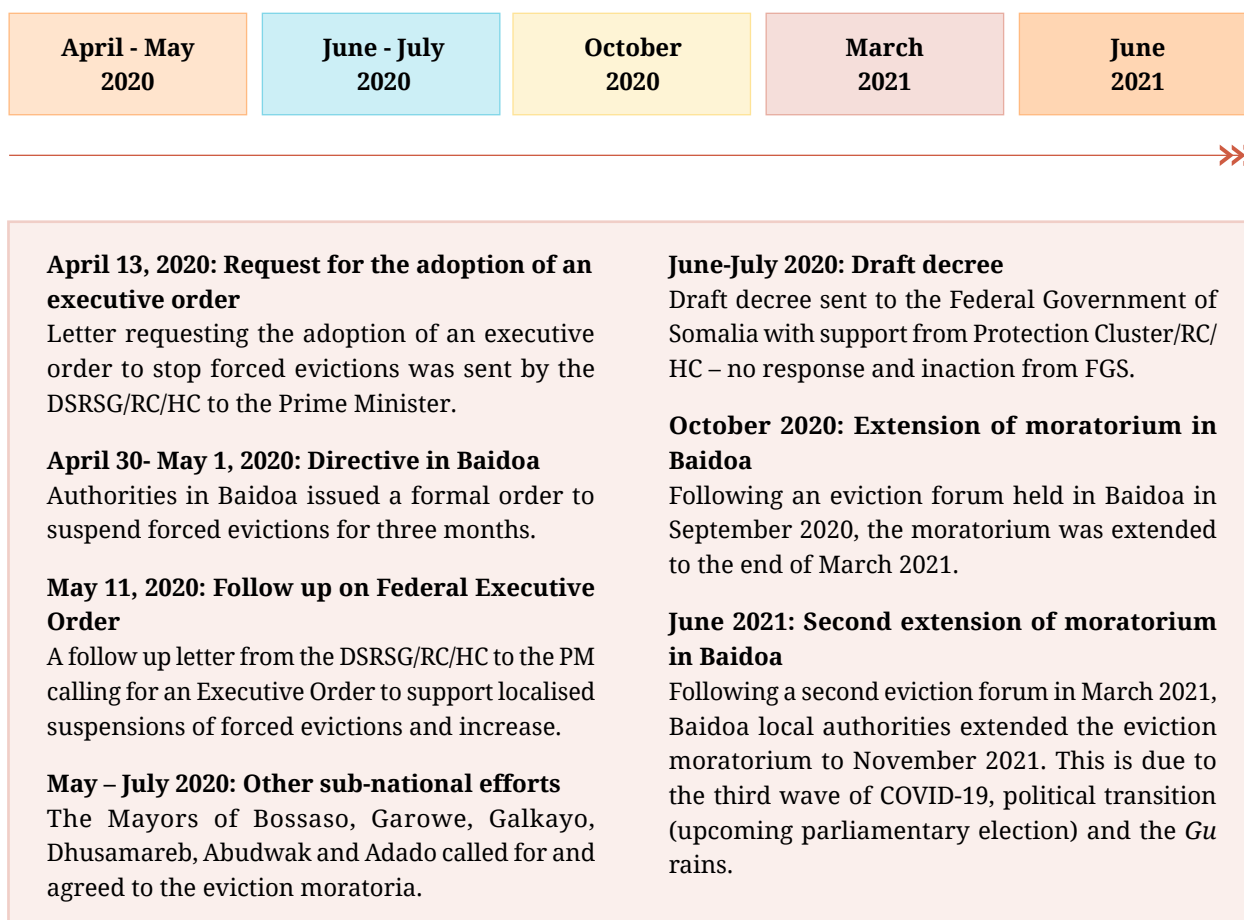 April - May
2020
June - July
2020
October
2020
March
2021
June
2021
April 13, 2020: Request for the adoption of an
executive order
Letter requesting the adoption of an executive
order to stop forced evictions was sent by the
DSRSG/RC/HC to the Prime Minister.
April 30- May 1, 2020: Directive in Baidoa
Authorities in Baidoa issued a formal order to
suspend forced evictions for three months.
May 11, 2020: Follow up on Federal Executive
Order
A follow up letter from the DSRSG/RC/HC to the PM
calling for an Executive Order to support localised
suspensions of forced evictions and increase.
May – July 2020: Other sub-national efforts
The Mayors of Bossaso, Garowe, Galkayo,
Dhusamareb, Abudwak and Adado called for and
agreed to the eviction moratoria.
June-July 2020: Draft decree
Draft decree sent to the Federal Government of
Somalia with support from Protection Cluster/RC/
HC – no response and inaction from FGS.
October 2020: Extension of moratorium in
Baidoa
Following an eviction forum held in Baidoa in
September 2020, the moratorium was extended
to the end of March 2021.
June 2021: Second extension of moratorium
in Baidoa
Following a second eviction forum in March 2021,
Baidoa local authorities extended the eviction
moratorium to November 2021. This is due to
the third wave of COVID-19, political transition
(upcoming parliamentary election) and the Gu
rains.